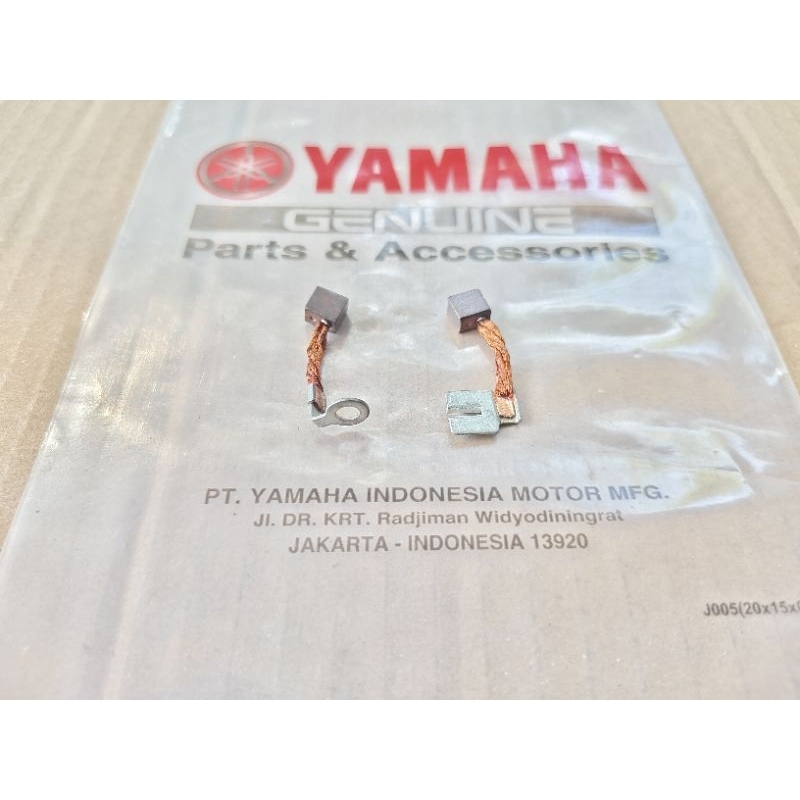 YAMAHA
GENUINE
Parts & Accessories
PT. YAMAHA INDONESIA MOTOR MFG.
Jl. DR. KRT. Radjiman Widyodiningrat
JAKARTA - INDONESIA 13920